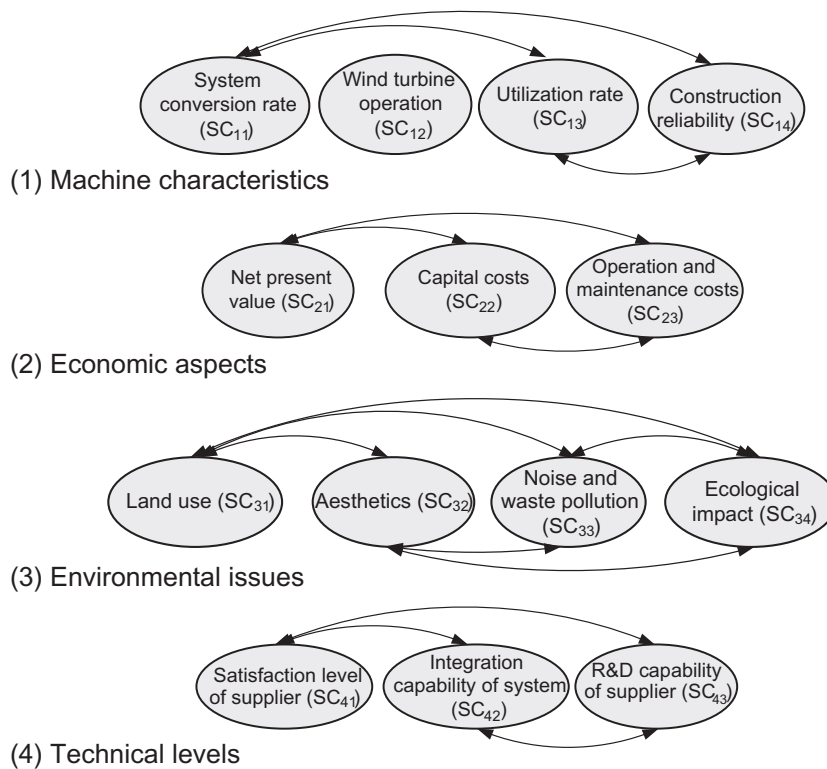 System
conversion rate
(SC11)
Wind turbine
operation
(SC12)
Utilization rate
(SC13)
Construction
reliability (SC14)
(1) Machine characteristics
Net present
value (SC21)
Capital costs
(SC22)
Operation and
maintenance costs
(SC23)
(2) Economic aspects
Land use (SC31)
Aesthetics (SC32)
Noise and
waste pollution
(SC33)
Ecological
impact (SC34)
(3) Environmental issues
Satisfaction level
of supplier (SC41)
Integration
capability of system
(SC42)
R&D capability
of supplier (SC43)
(4) Technical levels